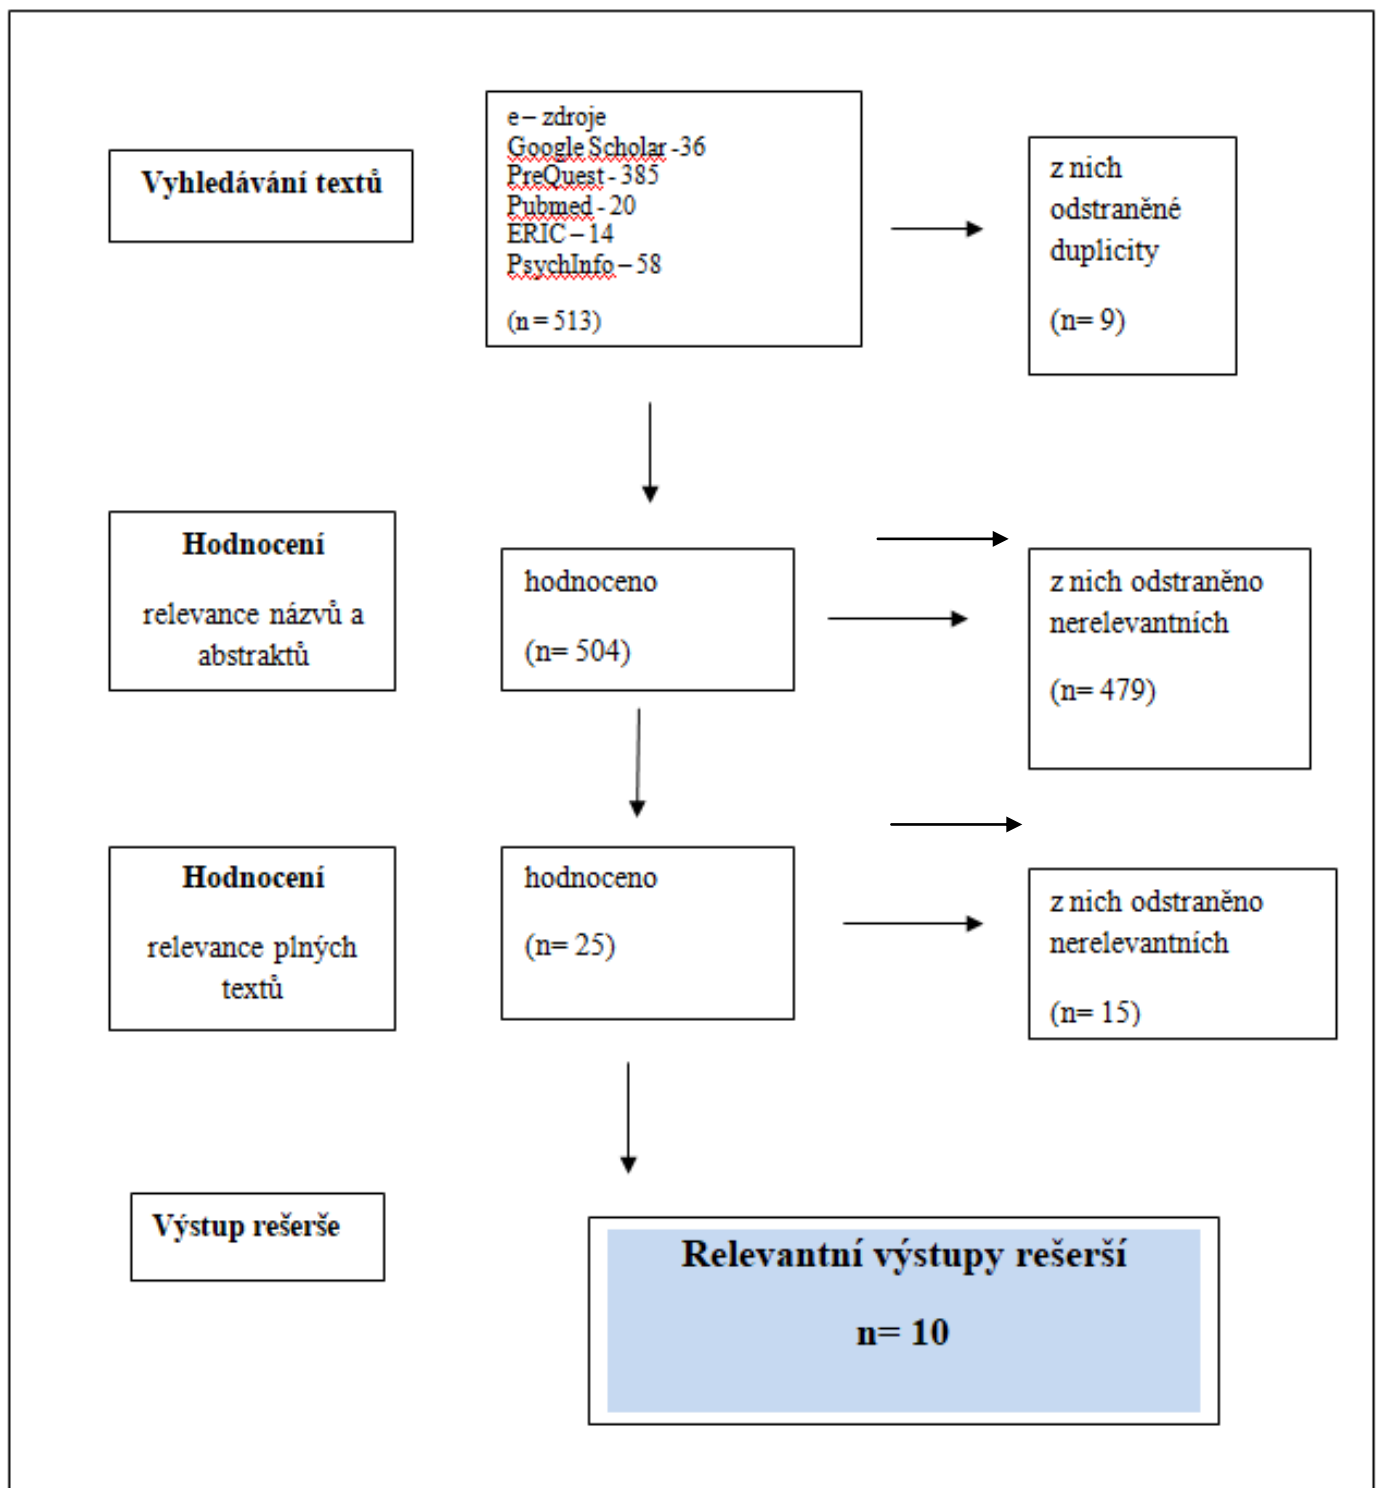 Vyhledávání textů
e – zdroje
Google Scholar -36
PreQuest - 385
Pubmed - 20
ERIC – 14
PsychInfo – 58
(n = 513)
z nich
odstraněné
duplicity
(n= 9)
Hodnocení
relevance názvů a
abstraktů
hodnoceno
(n= 504)
z nich odstraněno
nerelevantních
(n= 479)
Hodnocení
relevance plných
textů
hodnoceno
(n= 25)
z nich odstraněno
nerelevantních
(n= 15)
Výstup rešerše
Relevantní výstupy rešerší
n= 10